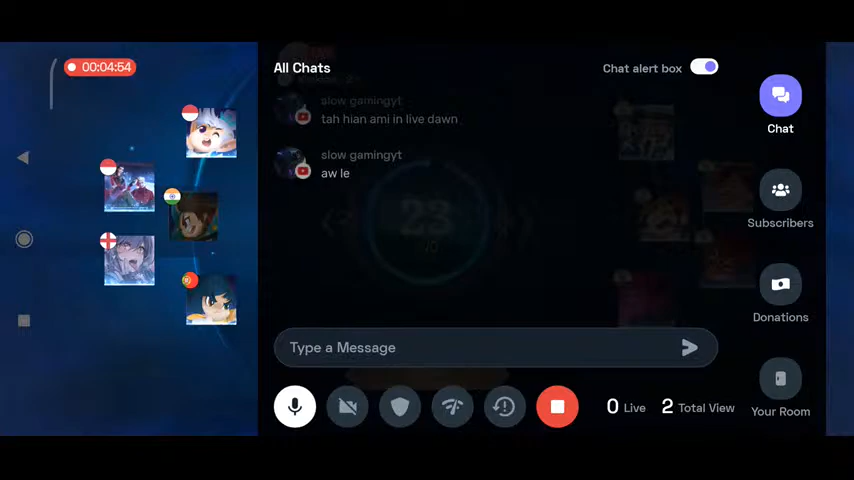 00:04:54
All Chats
Chat alert box
slow gamingyt
tah hian ami in live dawn
slow gamingyt
aw le
23
Chat
Subscribers
Donations
Your Room
Type a Message
0 Live
2 Total View